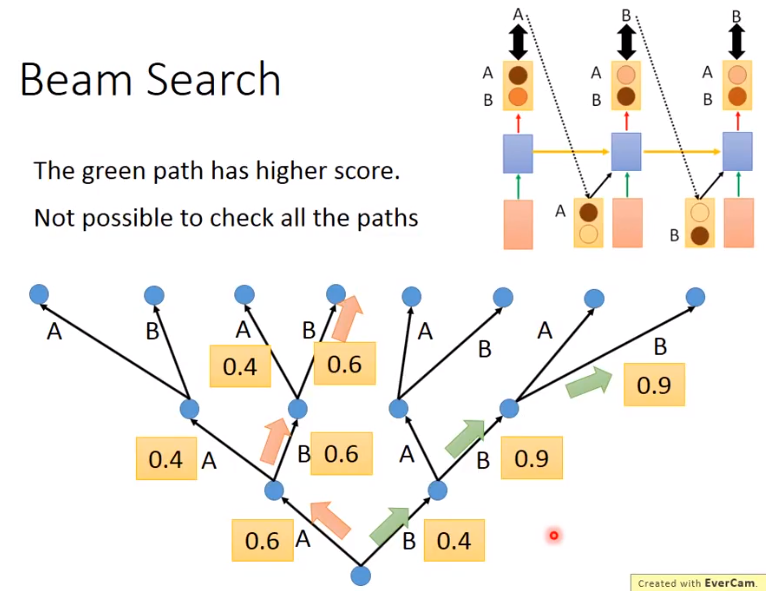 Beam Search
The green path has higher score.
Not possible to check all the paths
A B B
A A A
B B B
A
B
A B A B A B A B
0.4 0.6 0.9
0.4 A B 0.6 A B 0.9
0.6 A B 0.4
Created with EverCam.